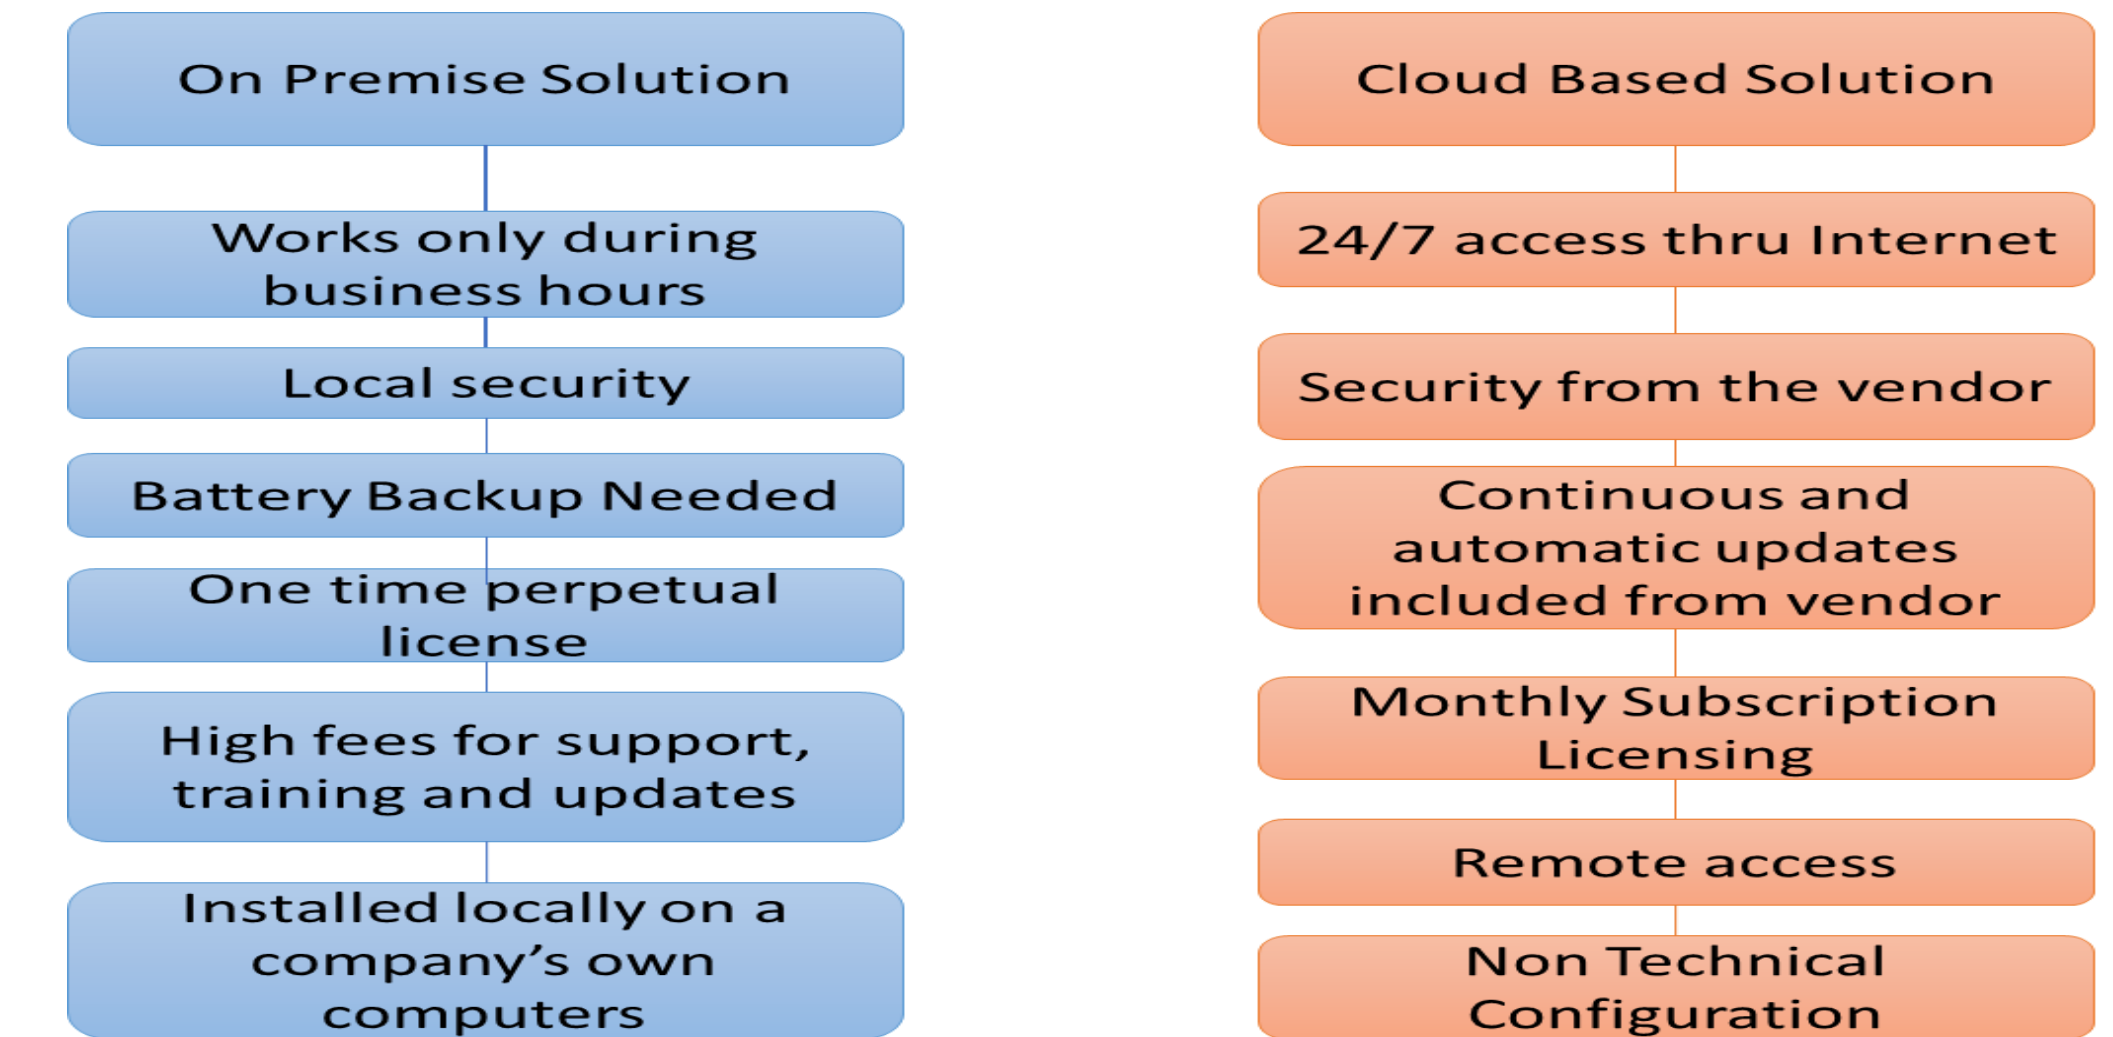 On Premise Solution
Works only during
business hours
Local security
Battery Backup Needed
One time perpetual
license
High fees for support,
training and updates
Installed locally on a
company’s own
computers
Cloud Based Solution
24/7 access thru Internet
Security from the vendor
Continuous and
automatic updates
included from vendor
Monthly Subscription
Licensing
Remote access
Non Technical
Configuration